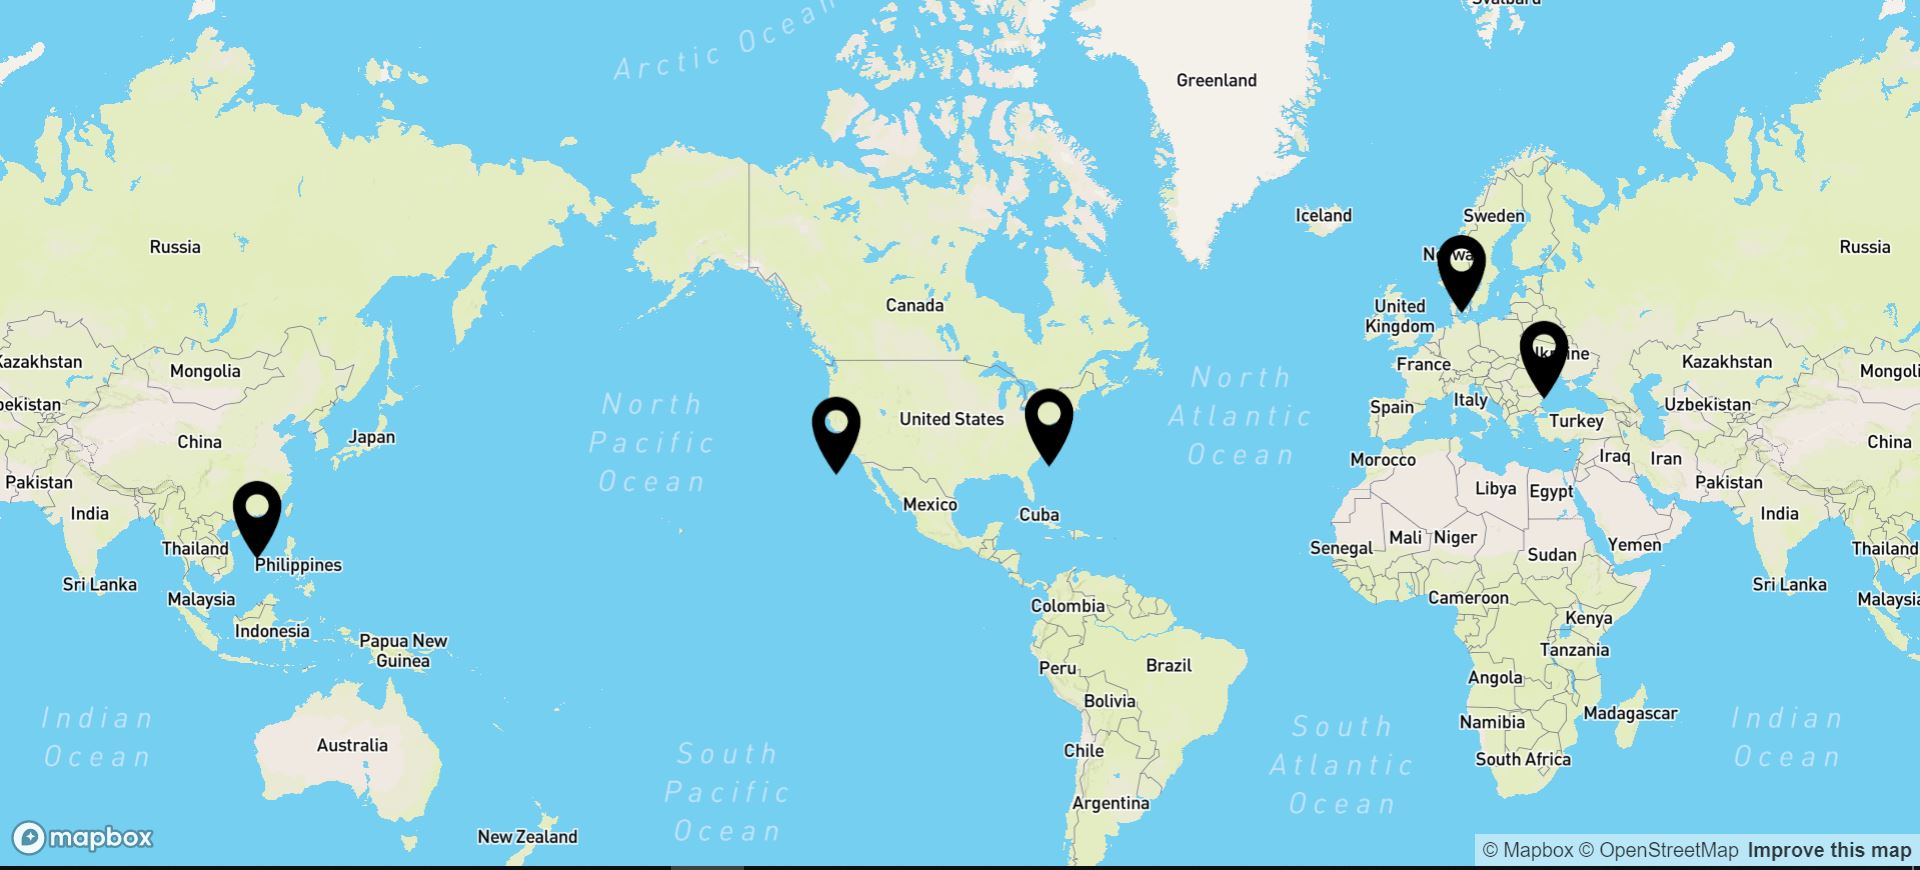 Svalbard
Arctic Ocean
Greenland
Iceland
Sweden
Russia
Russia
Canada
United
Kingdom
Kazakhstan
Mongolia
France
Kazakhstan
Italy
Spain
Uzbekistan
North
Pacific
Ocean
North
Atlantic
Ocean
United States
Turkey
China
Japan
China
Morocco
Iraq
Iran
Pakistan
Pakistan
Libya
Egypt
India
Mexico
Cuba
India
Mali
Niger
Senegal
Sudan
Yemen
Thailand
Thailand
Philippines
Sri Lanka
Sri Lanka
Malaysia
Colombia
Cameroon
Malaysia
Indonesia
Kenya
Papua New
Guinea
Tanzania
Peru
Brazil
Angola
Bolivia
Indian
Ocean
Namibia
Madagascar
Indian
Ocean
South
Atlantic
Ocean
Australia
Chile
South
Pacific
Ocean
South Africa
Argentina
New Zealand
mapbox
© Mapbox © OpenStreetMap Improve this map